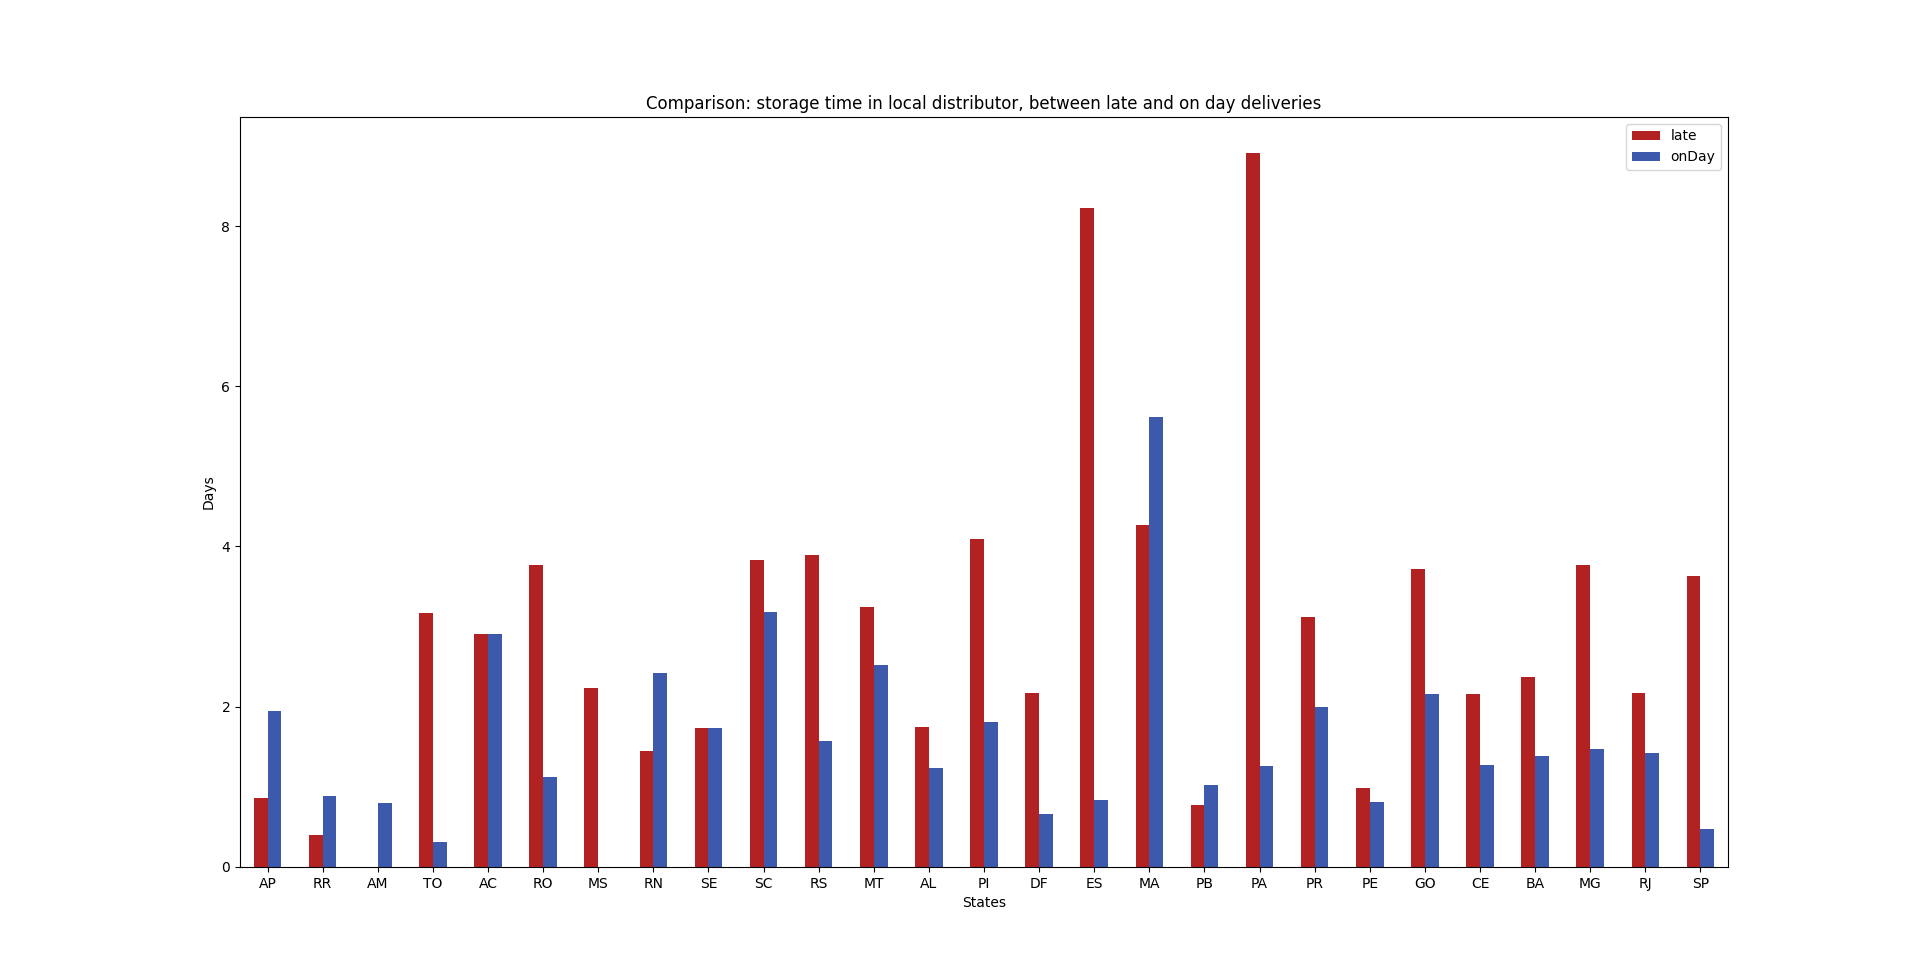 Comparison: storage time in local distributor, between late and on day deliveries
late
onDay
8
6
4
2
0
Days
AP RR AM TO AC RO MS RN SE SC RS MT AL PI DF ES MA PB PA PR PE GO CE BA MG RJ SP
States